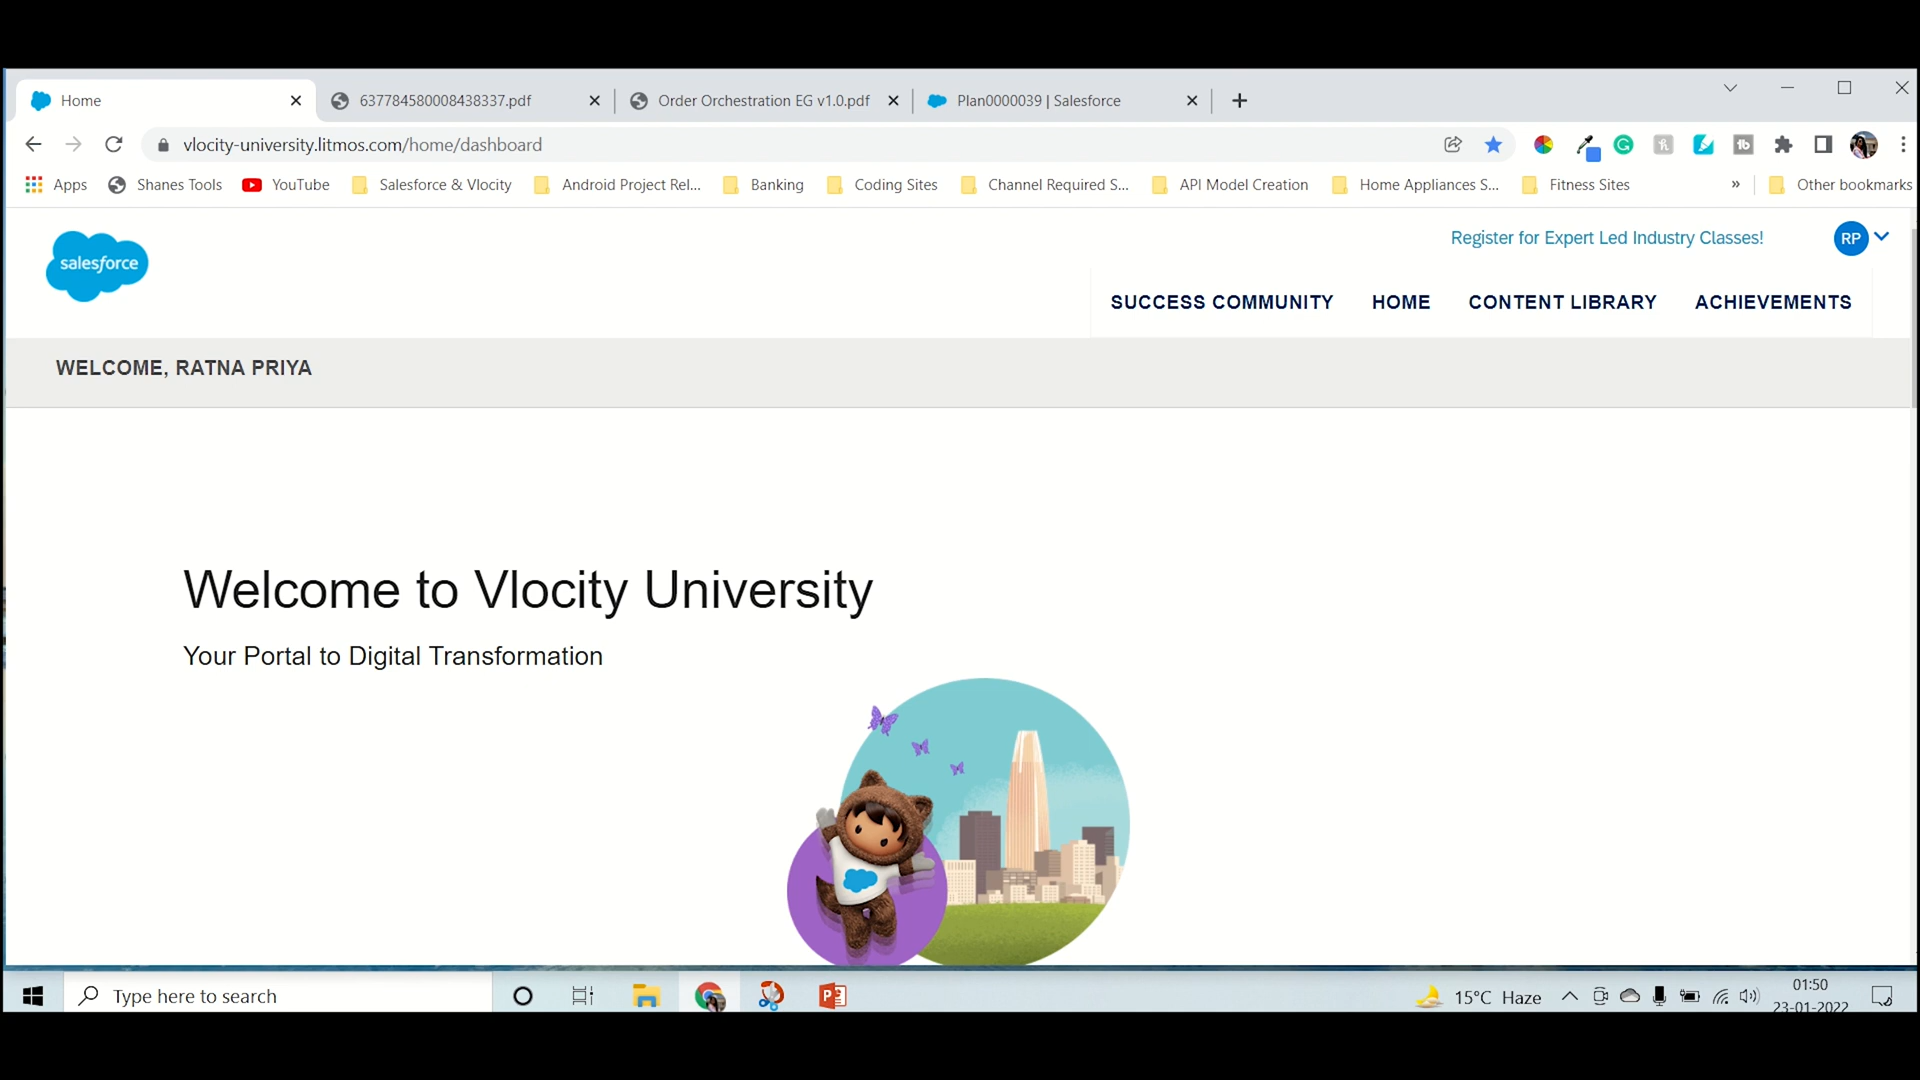 Home
637784580008438337.pdf
Order Orchestration EG v1.0.pdf
Plan0000039 | Salesforce
vlocity-university.litmos.com/home/dashboard
Apps
Shanes Tools
YouTube
Salesforce & Vlocity
Android Project Rel...
Banking
Coding Sites
Channel Required S...
API Model Creation
Home Appliances S...
Fitness Sites
»
Other bookmarks
salesforce
Register for Expert Led Industry Classes!
RP
SUCCESS COMMUNITY
HOME
CONTENT LIBRARY
ACHIEVEMENTS
WELCOME, RATNA PRIYA
Welcome to Vlocity University
Your Portal to Digital Transformation
Type here to search
15°C Haze
01:50
23-01-2022